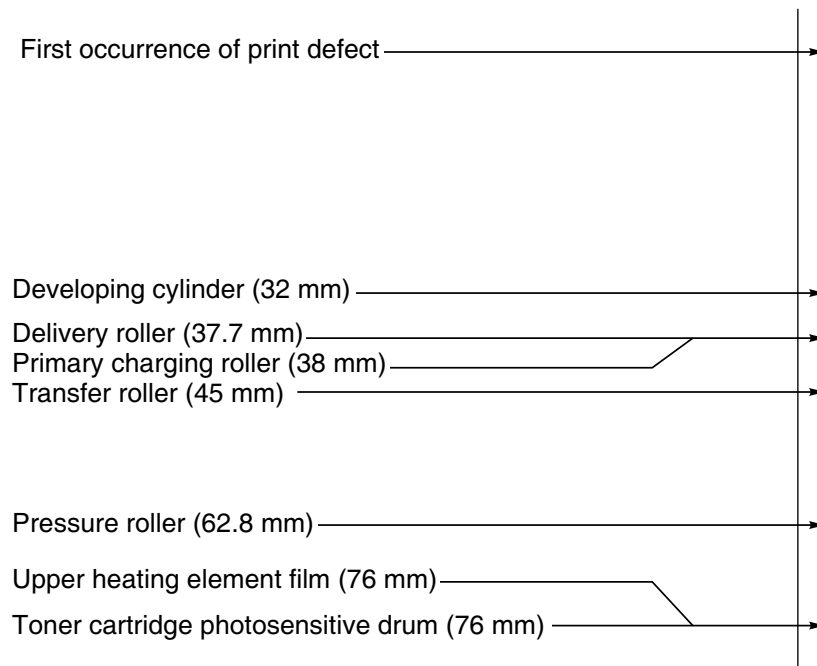 First occurrence of print defect
Developing cylinder (32 mm)
Delivery roller (37.7 mm)
Primary charging roller (38 mm)
Transfer roller (45 mm)
Pressure roller (62.8 mm)
Upper heating element film (76 mm)
Toner cartridge photosensitive drum (76 mm)